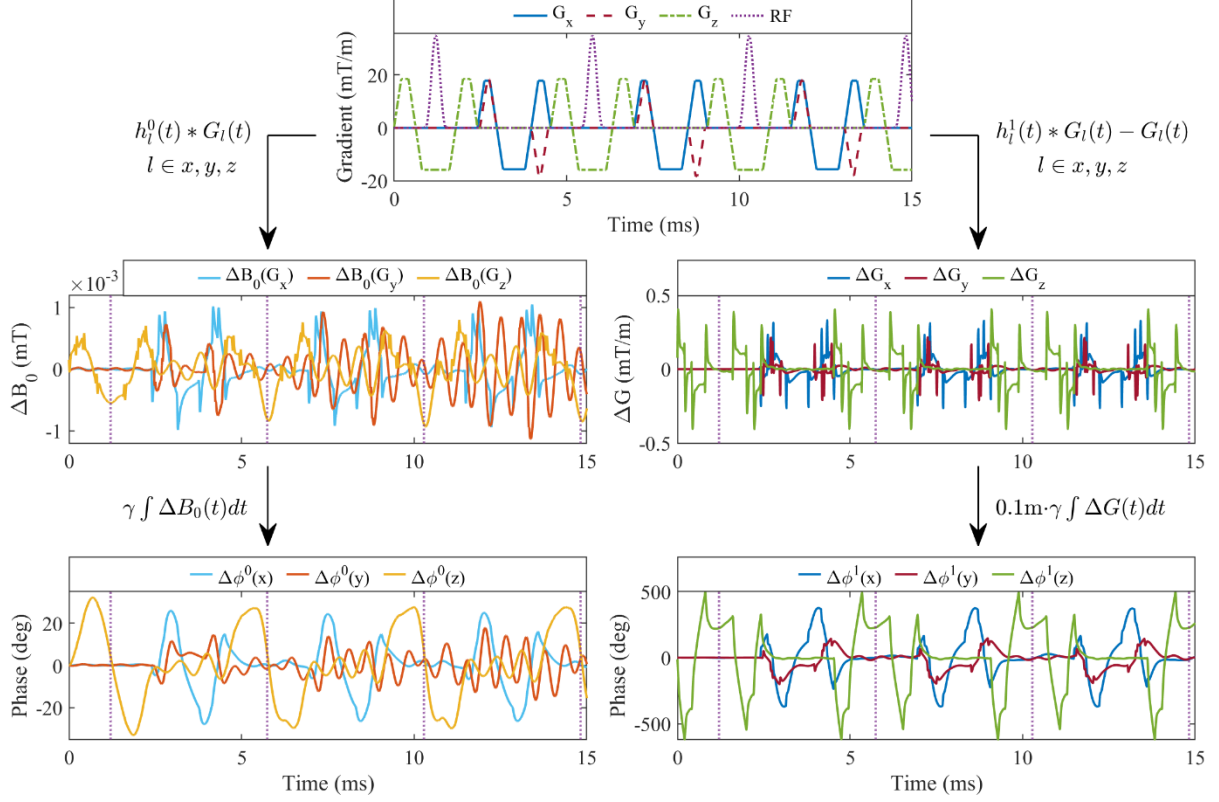 G_x G_y G_z RF
Gradient (mT/m)
20
0
-20
0 5 10 15
Time (ms)
h_l^0(t) * G_l(t)
l ∈ x, y, z
h_l^1(t) * G_l(t) − G_l(t)
l ∈ x, y, z
×10^-3
ΔB_0(G_x) ΔB_0(G_y) ΔB_0(G_z)
ΔB_0 (mT)
1
0
-1
0 5 10 15
ΔG_x ΔG_y ΔG_z
ΔG (mT/m)
0.5
0
-0.5
0 5 10 15
γ ∫ ΔB_0(t)dt
0.1m·γ ∫ ΔG(t)dt
Δϕ^0(x) Δϕ^0(y) Δϕ^0(z)
Phase (deg)
20
0
-20
0 5 10 15
Time (ms)
Δϕ^1(x) Δϕ^1(y) Δϕ^1(z)
Phase (deg)
500
0
-500
0 5 10 15
Time (ms)